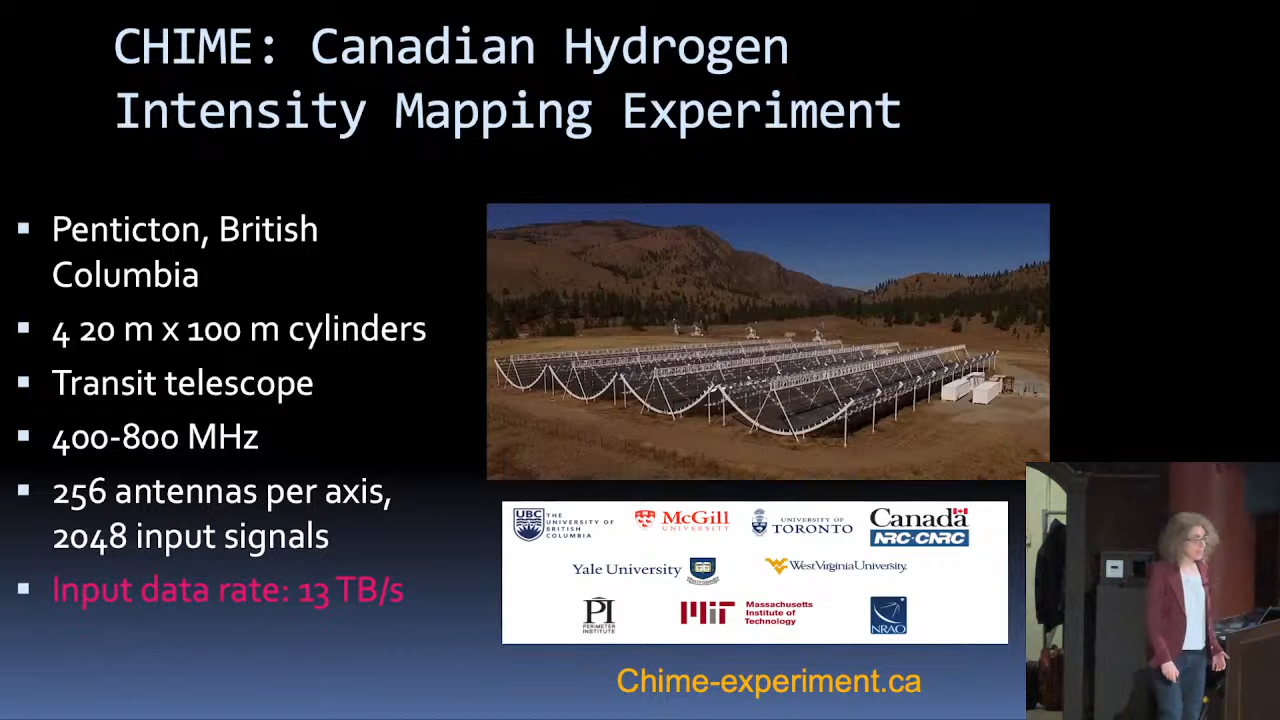 CHIME: Canadian Hydrogen
Intensity Mapping Experiment
▪ Penticton, British
Columbia
▪ 4 20 m x 100 m cylinders
▪ Transit telescope
▪ 400-800 MHz
▪ 256 antennas per axis,
2048 input signals
▪ Input data rate: 13 TB/s
UBC
THE
UNIVERSITY OF
BRITISH
COLUMBIA
McGill
UNIVERSITY
UNIVERSITY OF
TORONTO
Canada
NRC·CNRC
Yale University
WestVirginiaUniversity.
PI
PERIMETER
INSTITUTE
MIT
Massachusetts
Institute of
Technology
NRAO
Chime-experiment.ca